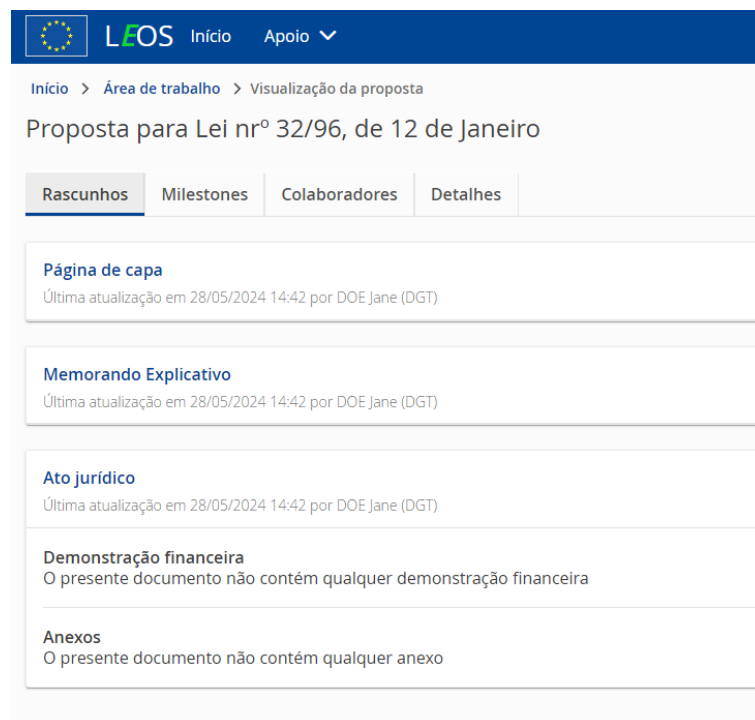 LEOS Início Apoio
Início > Área de trabalho > Visualização da proposta
Proposta para Lei nrº 32/96, de 12 de Janeiro
Rascunhos Milestones Colaboradores Detalhes
Página de capa
Última atualização em 28/05/2024 14:42 por DOE Jane (DGT)
Memorando Explicativo
Última atualização em 28/05/2024 14:42 por DOE Jane (DGT)
Ato jurídico
Última atualização em 28/05/2024 14:42 por DOE Jane (DGT)
Demonstração financeira
O presente documento não contém qualquer demonstração financeira
Anexos
O presente documento não contém qualquer anexo